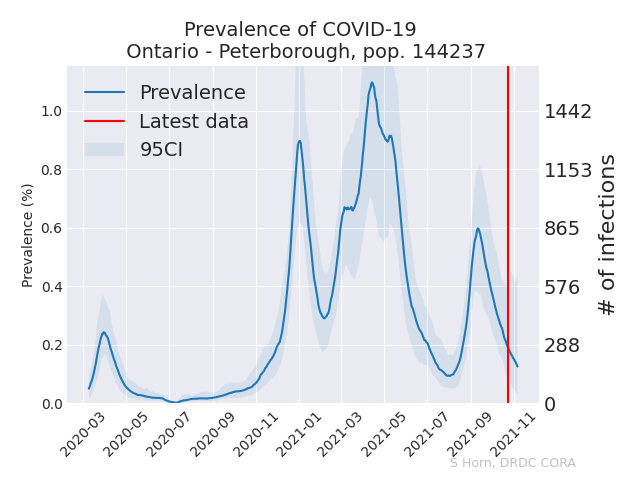 Prevalence of COVID-19
Ontario - Peterborough, pop. 144237
Prevalence
Latest data
95CI
Prevalence (%)
1.0
0.8
0.6
0.4
0.2
0.0
1442
1153
865
576
288
0
# of infections
2020-03
2020-05
2020-07
2020-09
2020-11
2021-01
2021-03
2021-05
2021-07
2021-09
2021-11
S Horn, DRDC CORA